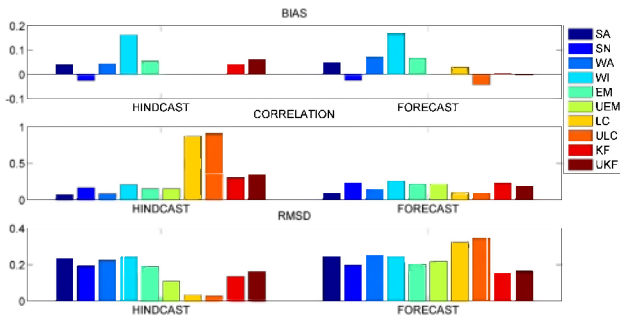 BIAS
0.2
0.1
0
-0.1
HINDCAST
FORECAST
CORRELATION
1
0.5
0
HINDCAST
FORECAST
RMSD
0.4
0.2
0
HINDCAST
FORECAST
SA
SN
WA
WI
EM
UEM
LC
ULC
KF
UKF